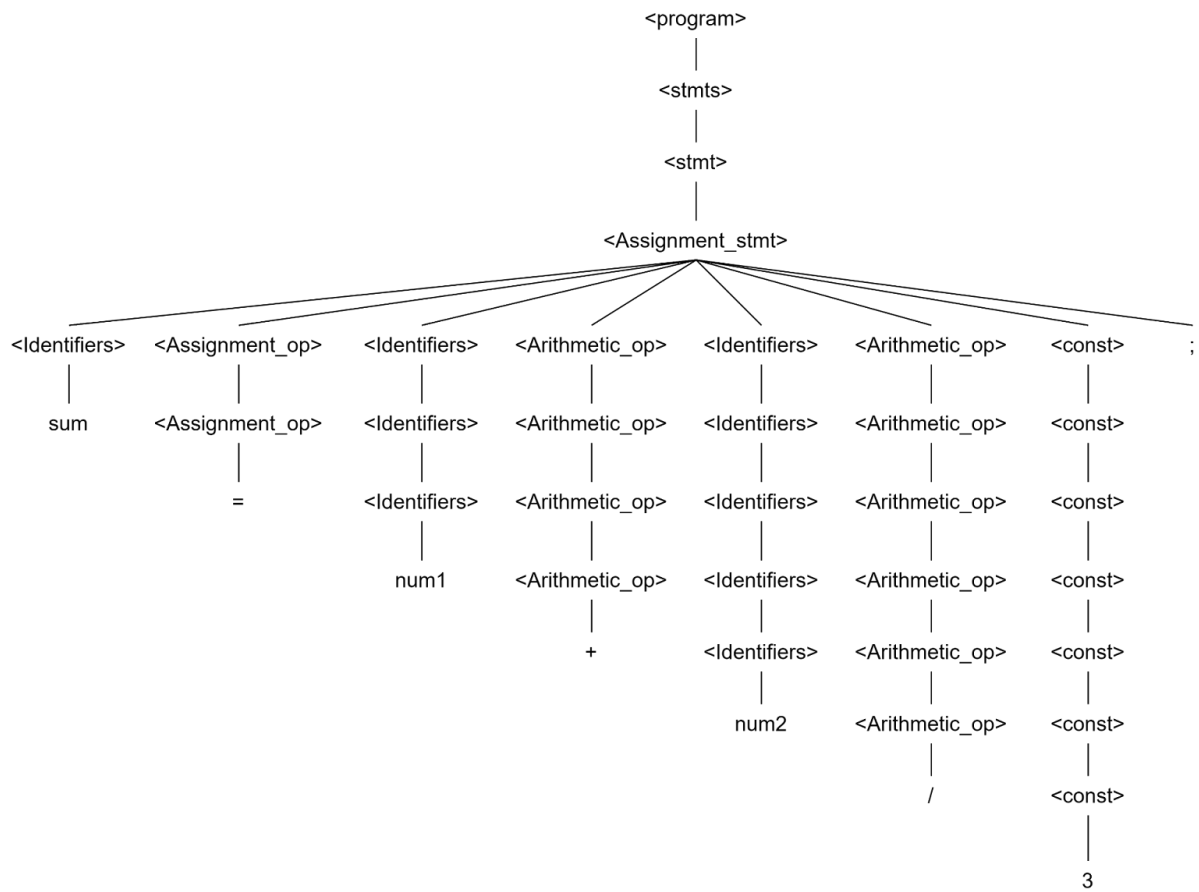 <program>
<stmts>
<stmt>
<Assignment_stmt>
<Identifiers> <Assignment_op> <Identifiers> <Arithmetic_op> <Identifiers> <Arithmetic_op> <const> ;
sum <Assignment_op> <Identifiers> <Arithmetic_op> <Identifiers> <Arithmetic_op> <const>
= <Identifiers> <Arithmetic_op> <Identifiers> <Arithmetic_op> <const>
num1 <Arithmetic_op> <Identifiers> <Arithmetic_op> <const>
+ <Identifiers> <Arithmetic_op> <const>
num2 <Arithmetic_op> <const>
/ <const>
3